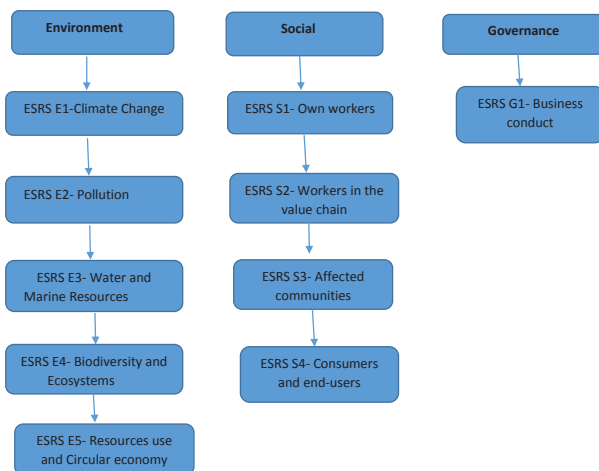 Environment
ESRS E1-Climate Change
ESRS E2- Pollution
ESRS E3- Water and
Marine Resources
ESRS E4- Biodiversity and
Ecosystems
ESRS E5- Resources use
and Circular economy
Social
ESRS S1- Own workers
ESRS S2- Workers in the
value chain
ESRS S3- Affected
communities
ESRS S4- Consumers
and end-users
Governance
ESRS G1- Business
conduct